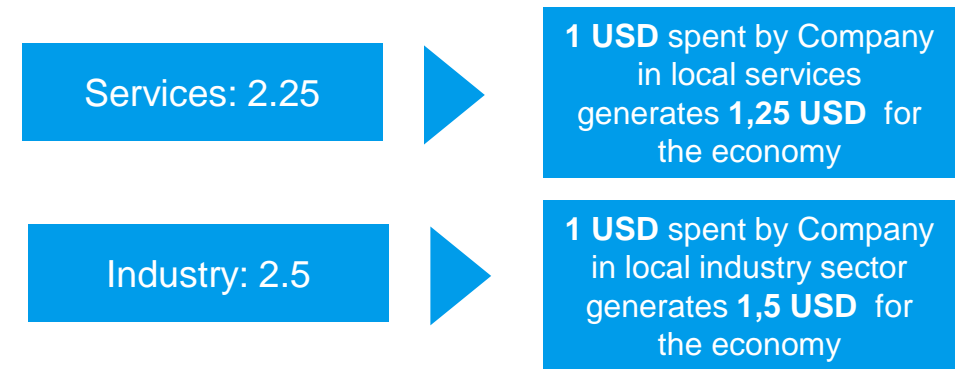 Services: 2.25
1 USD spent by Company
in local services
generates 1,25 USD for
the economy
Industry: 2.5
1 USD spent by Company
in local industry sector
generates 1,5 USD for
the economy